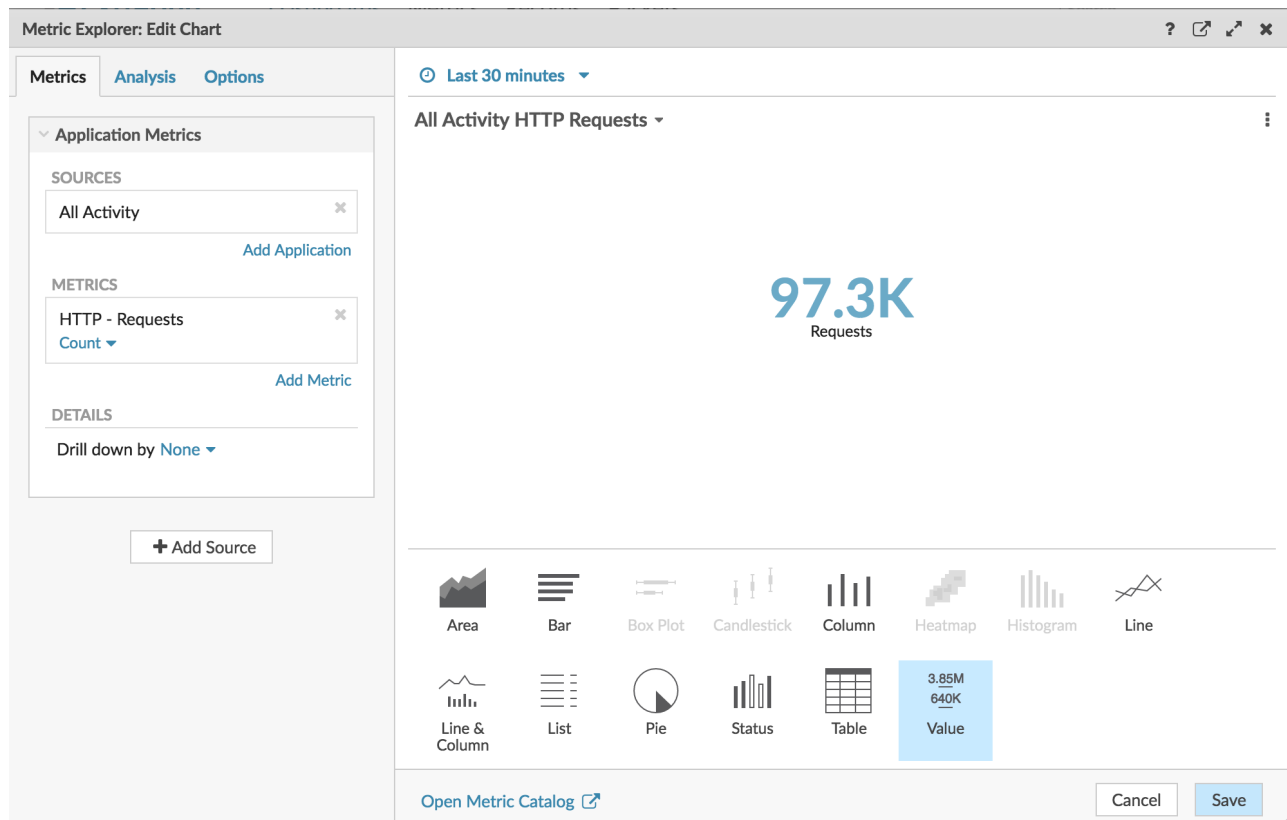 Metric Explorer: Edit Chart
?
Metrics Analysis Options
Application Metrics
SOURCES
All Activity
Add Application
METRICS
HTTP - Requests
Count
Add Metric
DETAILS
Drill down by None
+ Add Source
Last 30 minutes
All Activity HTTP Requests
97.3K
Requests
Area Bar Box Plot Candlestick Column Heatmap Histogram Line
3.85M
640K
Line &
Column
List Pie Status Table Value
Open Metric Catalog
Cancel Save